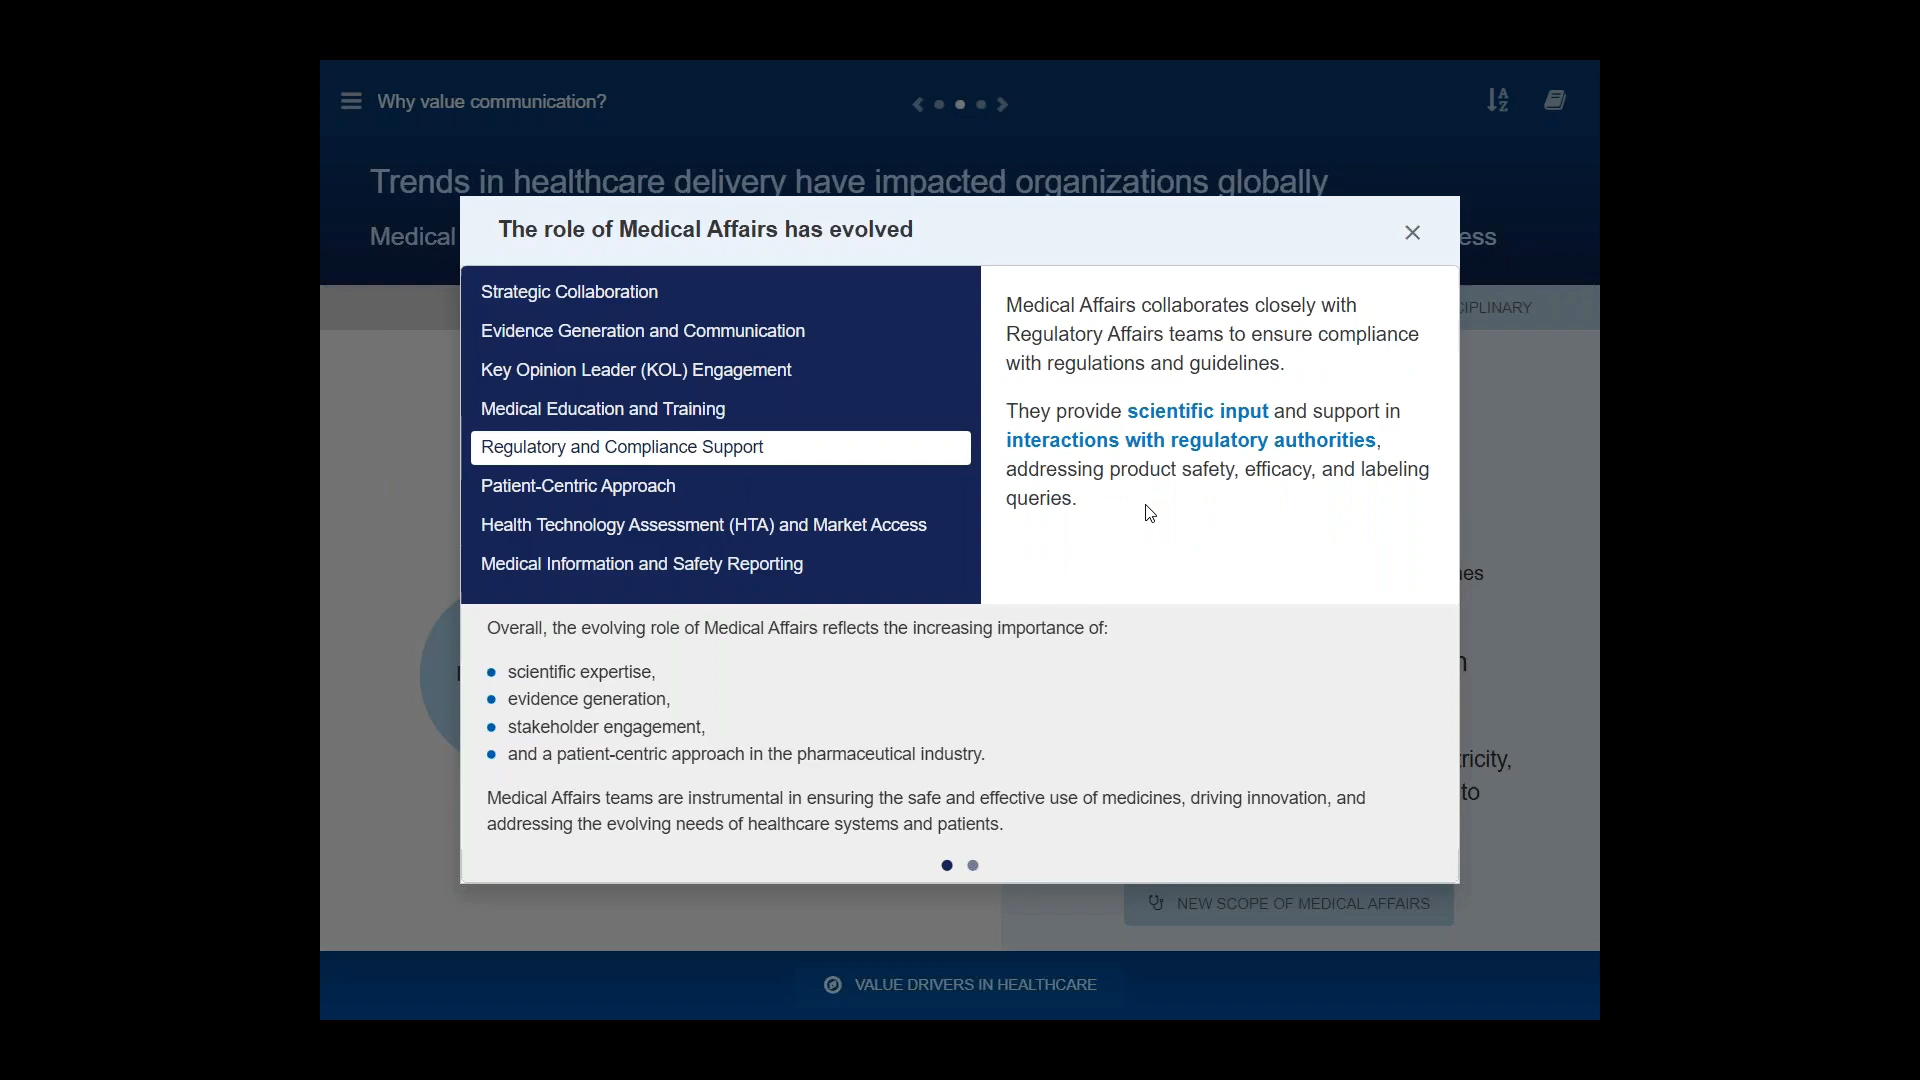 Why value communication?
Trends in healthcare delivery have impacted organizations globally
Medical
The role of Medical Affairs has evolved
Strategic Collaboration
Evidence Generation and Communication
Key Opinion Leader (KOL) Engagement
Medical Education and Training
Regulatory and Compliance Support
Patient-Centric Approach
Health Technology Assessment (HTA) and Market Access
Medical Information and Safety Reporting
Medical Affairs collaborates closely with
Regulatory Affairs teams to ensure compliance
with regulations and guidelines.
They provide scientific input and support in
interactions with regulatory authorities,
addressing product safety, efficacy, and labeling
queries.
Overall, the evolving role of Medical Affairs reflects the increasing importance of:
scientific expertise,
evidence generation,
stakeholder engagement,
and a patient-centric approach in the pharmaceutical industry.
Medical Affairs teams are instrumental in ensuring the safe and effective use of medicines, driving innovation, and
addressing the evolving needs of healthcare systems and patients.
to
NEW SCOPE OF MEDICAL AFFAIRS
VALUE DRIVERS IN HEALTHCARE